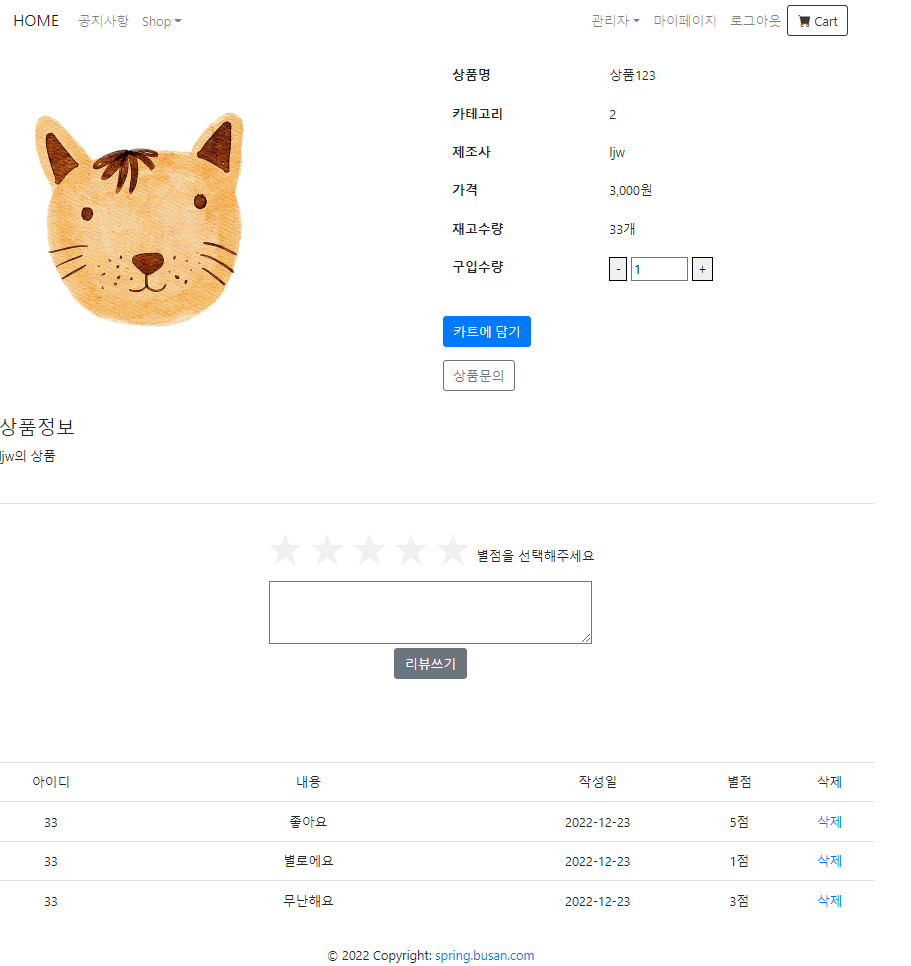 HOME 공지사항 Shop 관리자 마이페이지 로그아웃 Cart
상품명 상품123
카테고리 2
제조사 ljw
가격 3,000원
재고수량 33개
구입수량 - 1 +
카트에 담기
상품문의
상품정보
ljw의 상품
★ ★ ★ ★ ★ 별점을 선택해주세요
리뷰쓰기
아이디 내용 작성일 별점 삭제
33 좋아요 2022-12-23 5점 삭제
33 별로에요 2022-12-23 1점 삭제
33 무난해요 2022-12-23 3점 삭제
© 2022 Copyright: spring.busan.com